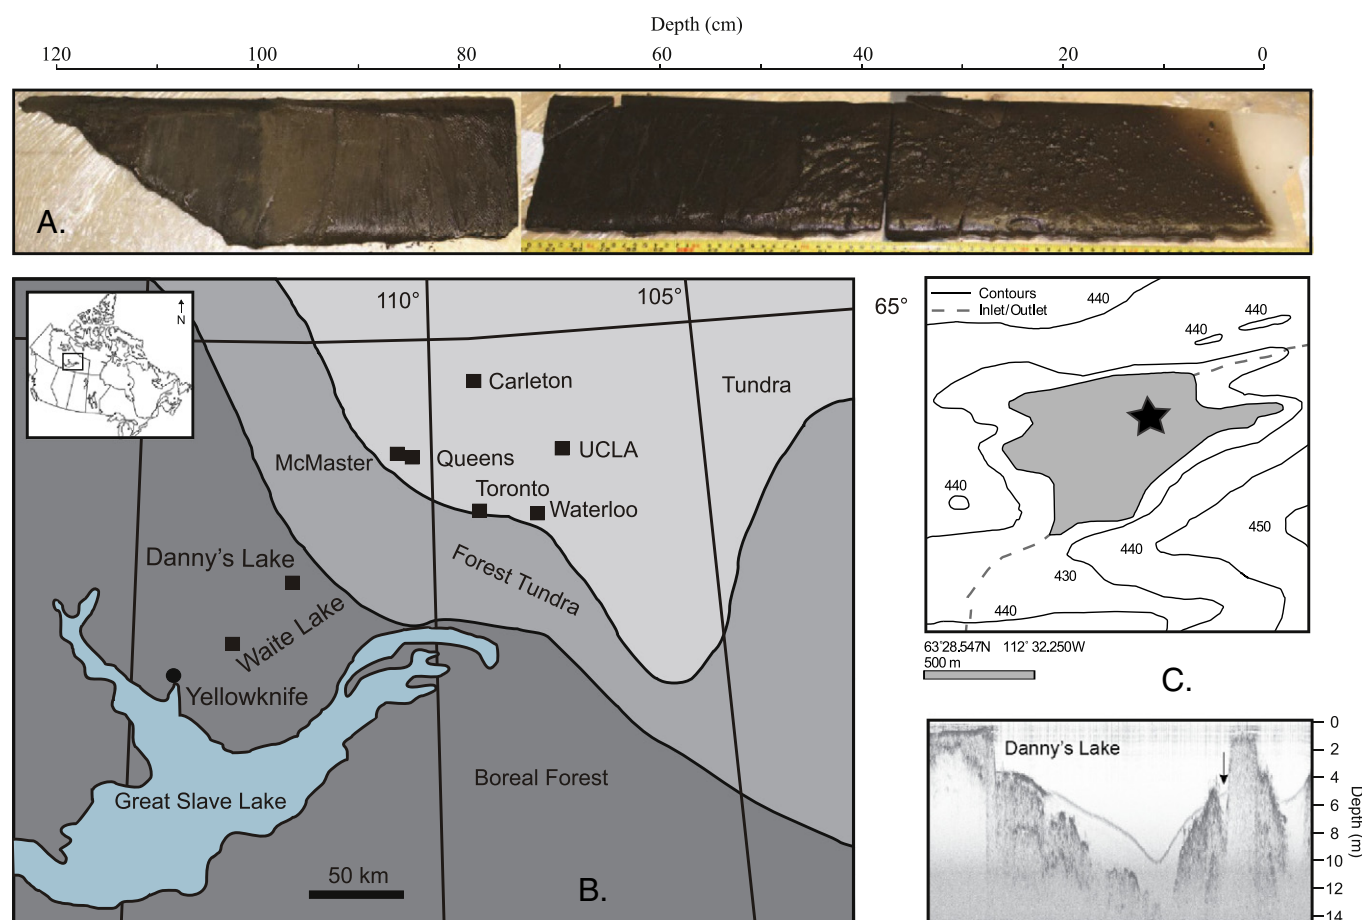 Depth (cm)
120 100 80 60 40 20 0
A.
N
110°
105°
65°
Carleton
Tundra
McMaster
Queens
UCLA
Toronto
Waterloo
Danny's Lake
Forest Tundra
Waite Lake
Yellowknife
Great Slave Lake
Boreal Forest
50 km
B.
Contours
Inlet/Outlet
440
440
440
440
450
440
430
440
63°28.547N 112° 32.250W
500 m
C.
Danny's Lake
0
2
4
6
8
10
12
14
Depth (m)